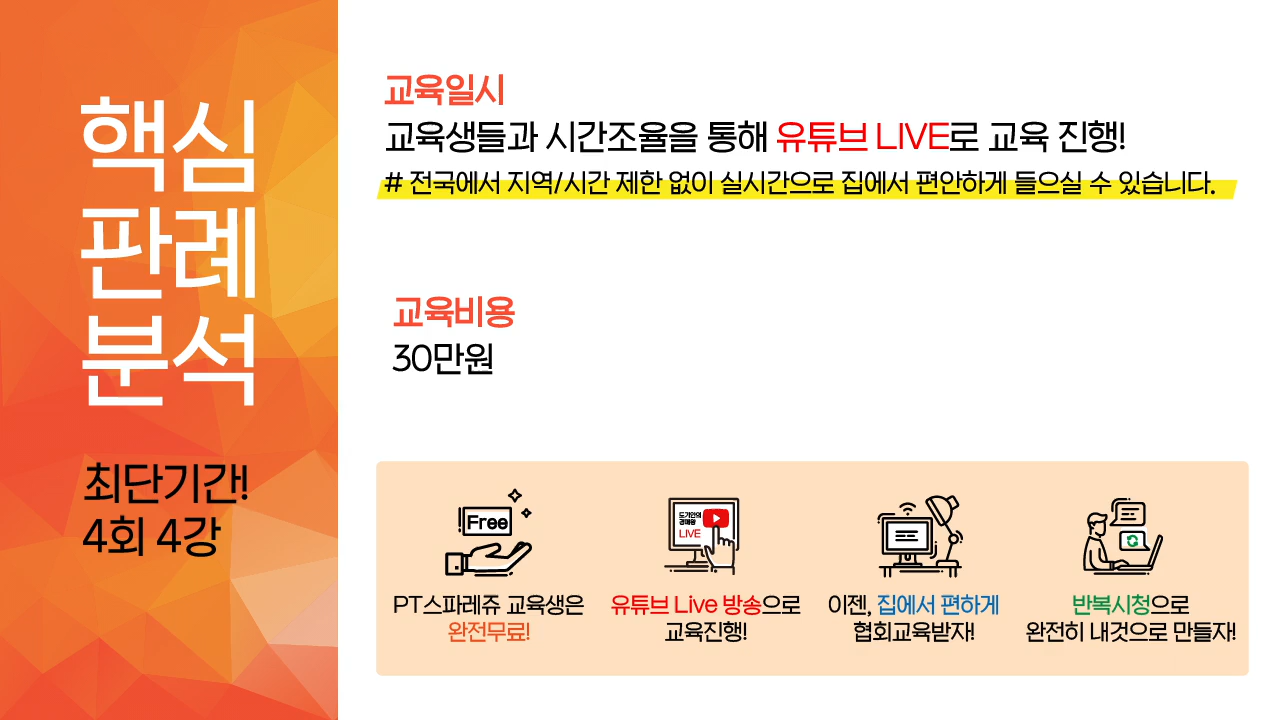 핵심
판례
분석
최단기간!
4회 4강
교육일시
교육생들과 시간조율을 통해 유튜브 LIVE로 교육 진행!
# 전국에서 지역/시간 제한 없이 실시간으로 집에서 편안하게 들으실 수 있습니다.
교육비용
30만원
Free
PT스파레쥬 교육생은
완전무료!
도기안의
경매왕
LIVE
유튜브 Live 방송으로
교육진행!
이젠, 집에서 편하게
협회교육받자!
반복시청으로
완전히 내것으로 만들자!